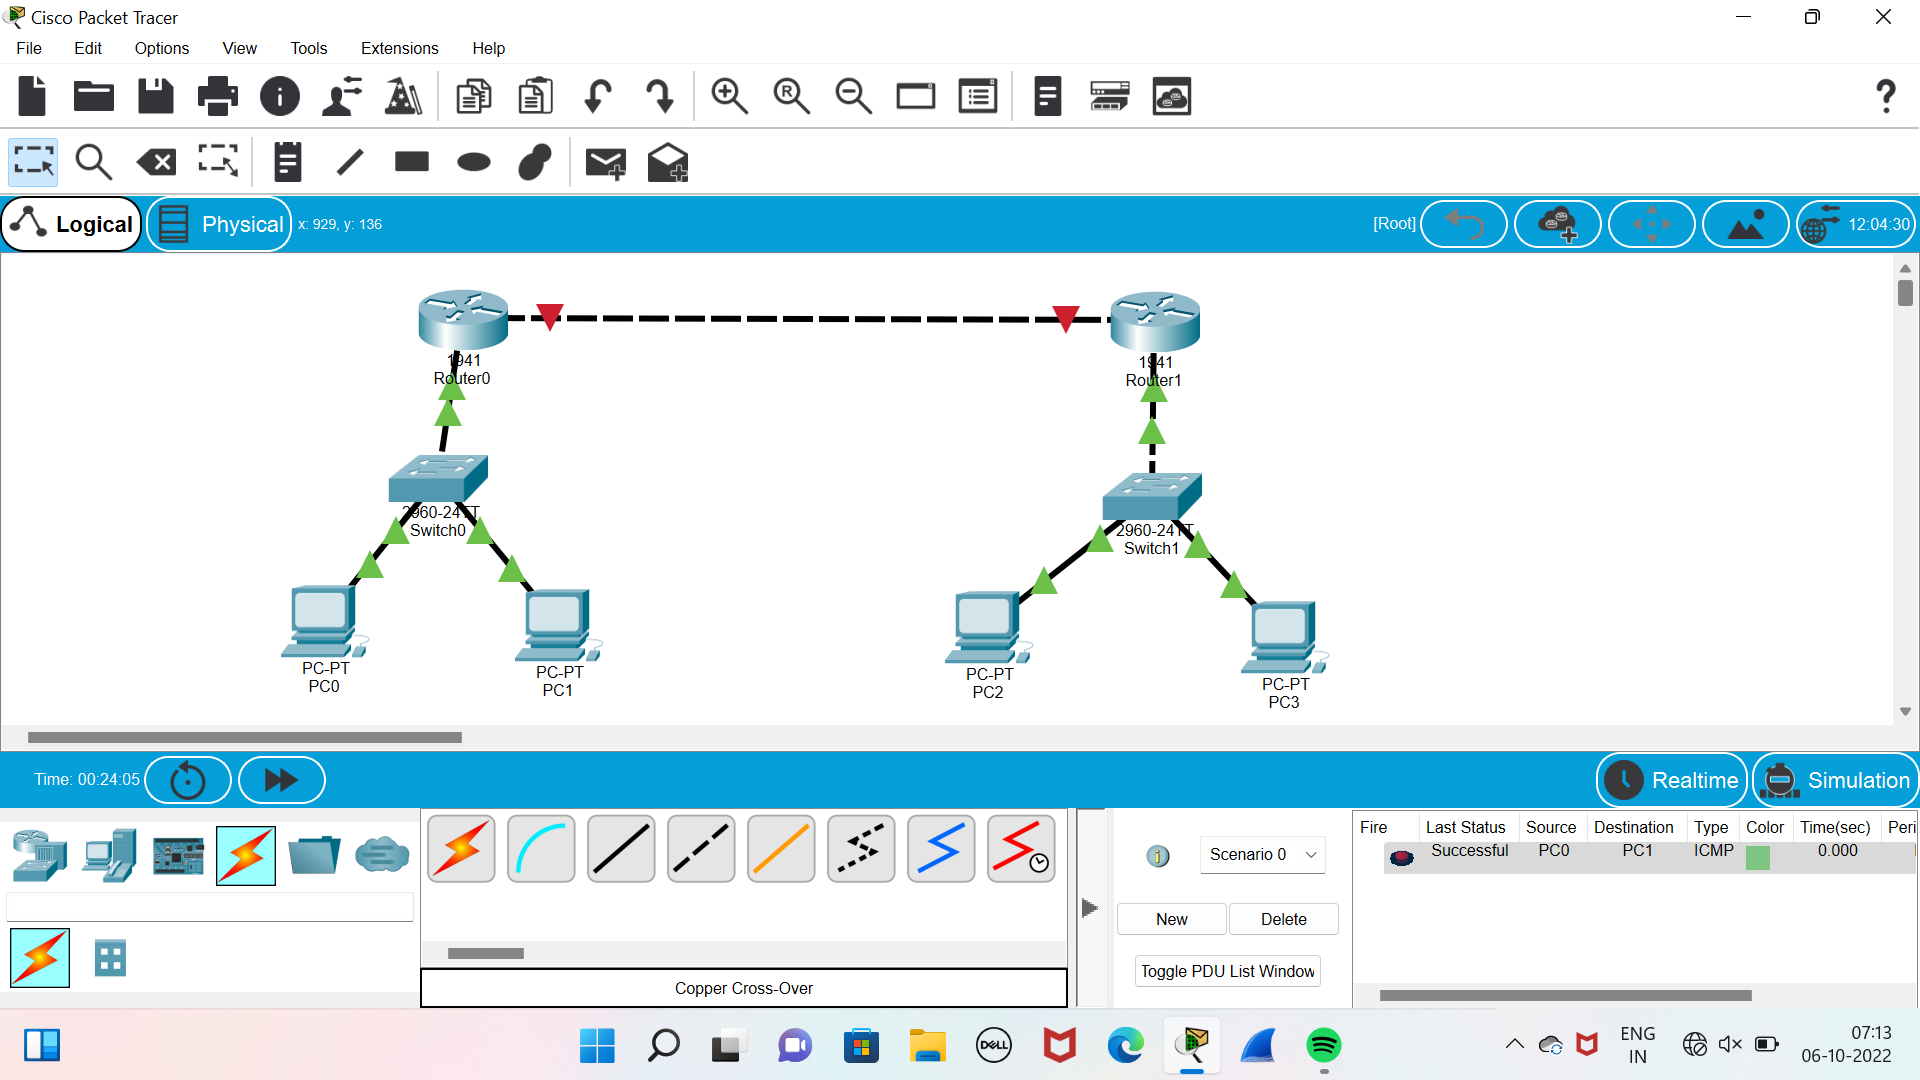 Cisco Packet Tracer
File Edit Options View Tools Extensions Help
Logical Physical x: 929, y: 136 [Root] 12:04:30
1941
Router0
1941
Router1
2960-24TT
Switch0
2960-24TT
Switch1
PC-PT
PC0
PC-PT
PC1
PC-PT
PC2
PC-PT
PC3
Time: 00:24:05 Realtime Simulation
Fire Last Status Source Destination Type Color Time(sec) Peri
Successful PC0 PC1 ICMP 0.000
Scenario 0
New Delete
Toggle PDU List Window
Copper Cross-Over
DELL
ENG
IN
07:13
06-10-2022